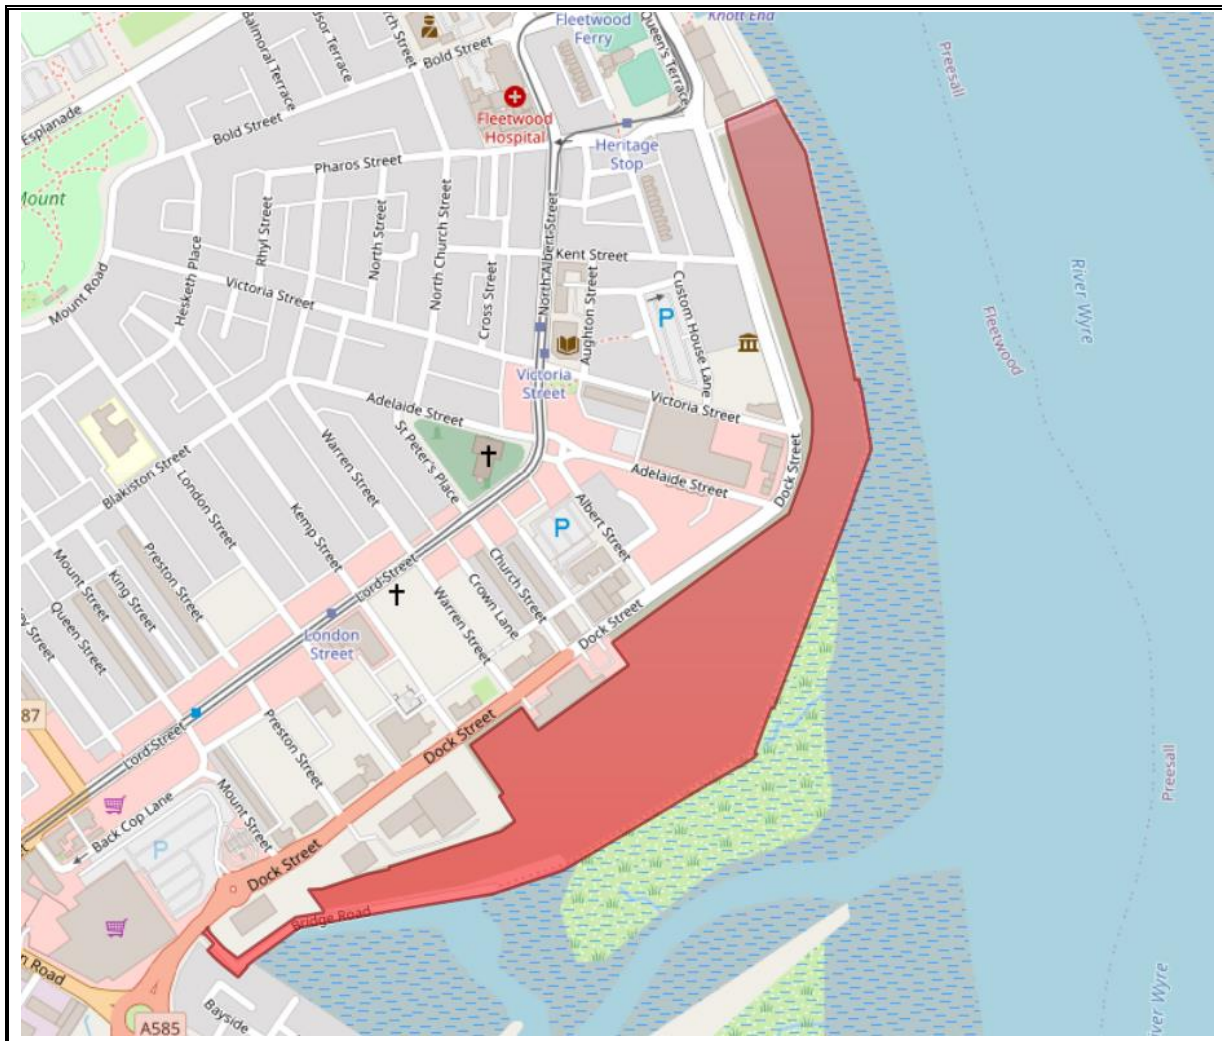 Knott End
Fleetwood
Ferry
Queen's Terrace
Balmoral Terrace
Bold Street
Preesall
Esplanade
Fleetwood
Hospital
Bold Street
Heritage
Stop
Pharos Street
Mount
North Albert Street
Rhyl Street
North Street
North Church Street
Kent Street
Hesketh Place
Cross Street
Aughton Street
Custom House Lane
Mount Road
Victoria Street
P
River Wyre
Fleetwood
Victoria
Street
Victoria Street
Adelaide Street
St Peter's Place
Warren Street
Dock Street
Blakiston Street
London Street
Adelaide Street
Kemp Street
Albert Street
P
Preston Street
Mount Street
King Street
Queen Street
Lord Street
Church Street
Crown Lane
Warren Street
Dock Street
London
Street
87
Preston Street
Dock Street
Lord Street
Preesall
Mount Street
Back Cop Lane
P
Dock Street
Bridge Road
River Wyre
Bayside
A585